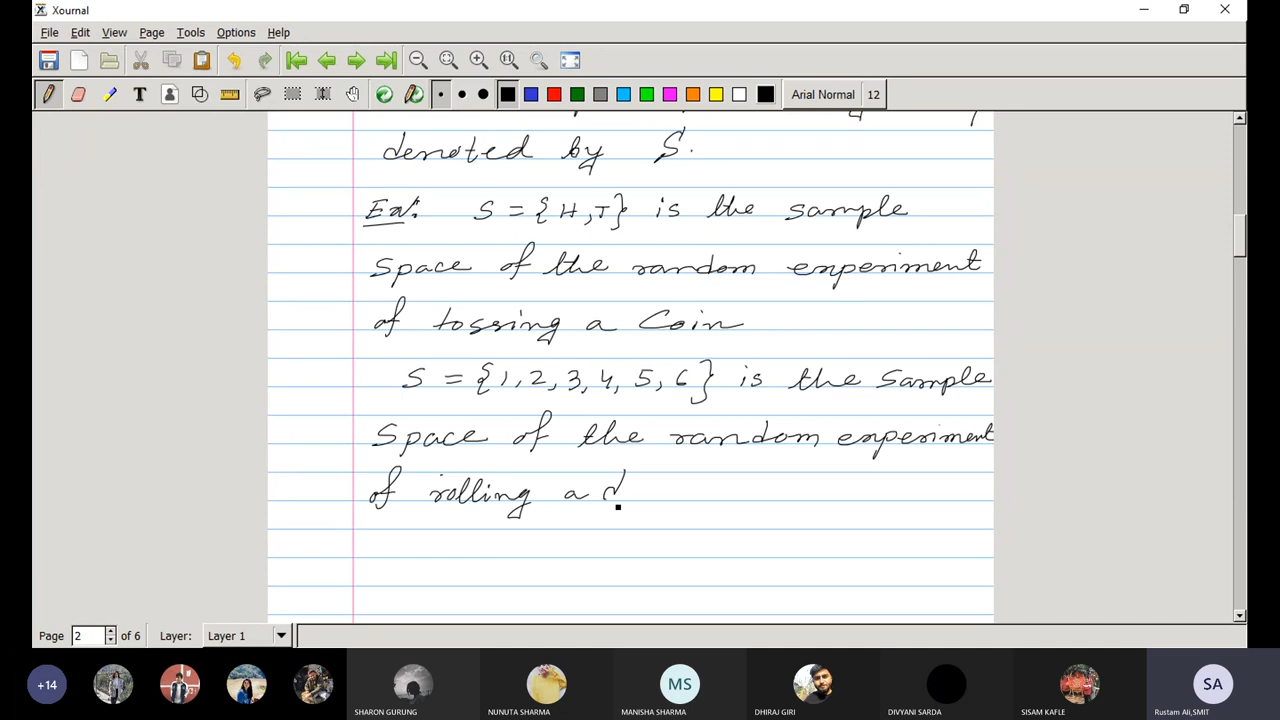 Xournal
File Edit View Page Tools Options Help
Arial Normal 12
denoted by S.
Ex: S = {H, T} is the sample
space of the random experiment
of tossing a Coin
S = {1, 2, 3, 4, 5, 6} is the Sample
Space of the random experiment
of rolling a d
Page 2 of 6 Layer: Layer 1
+14 MS SA
SHARON GURUNG NUNUTA SHARMA MANISHA SHARMA DHIRAJ GIRI DIVYANI SARDA SISAM KAFLE Rustam Ali,SMIT